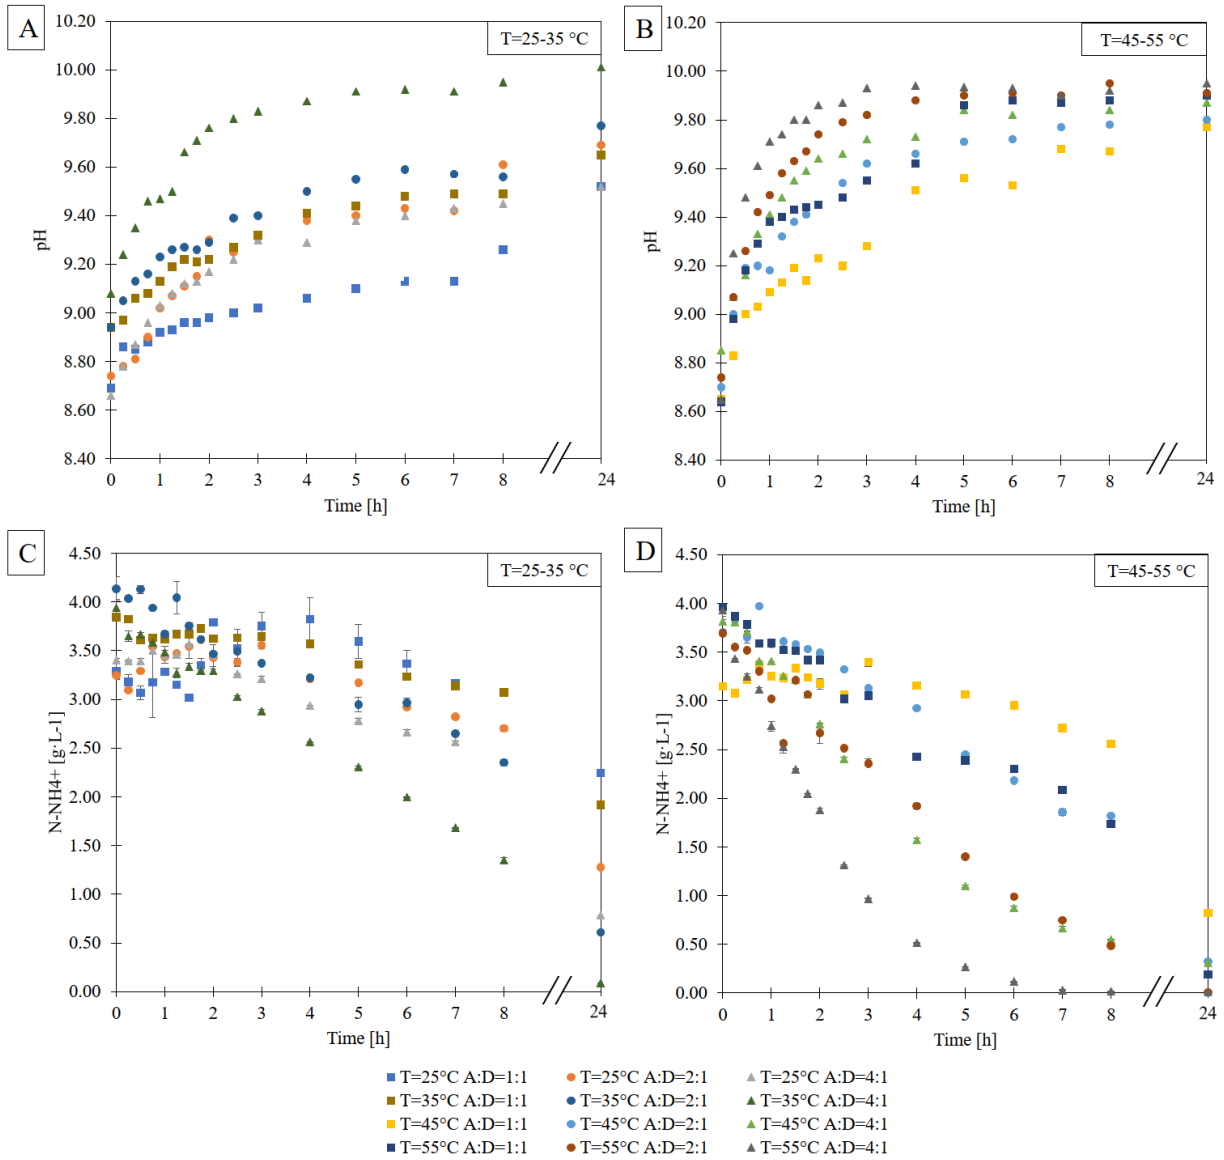 A
T=25-35 °C
10.20
10.00
9.80
9.60
9.40
9.20
9.00
8.80
8.60
8.40
pH
0 1 2 3 4 5 6 7 8 24
Time [h]
B
T=45-55 °C
10.20
10.00
9.80
9.60
9.40
9.20
9.00
8.80
8.60
8.40
pH
0 1 2 3 4 5 6 7 8 24
Time [h]
C
T=25-35 °C
4.50
4.00
3.50
3.00
2.50
2.00
1.50
1.00
0.50
0.00
N-NH4+ [g·L-1]
0 1 2 3 4 5 6 7 8 24
Time [h]
D
T=45-55 °C
4.50
4.00
3.50
3.00
2.50
2.00
1.50
1.00
0.50
0.00
N-NH4+ [g·L-1]
0 1 2 3 4 5 6 7 8 24
Time [h]
T=25°C A:D=1:1 T=25°C A:D=2:1 T=25°C A:D=4:1
T=35°C A:D=1:1 T=35°C A:D=2:1 T=35°C A:D=4:1
T=45°C A:D=1:1 T=45°C A:D=2:1 T=45°C A:D=4:1
T=55°C A:D=1:1 T=55°C A:D=2:1 T=55°C A:D=4:1